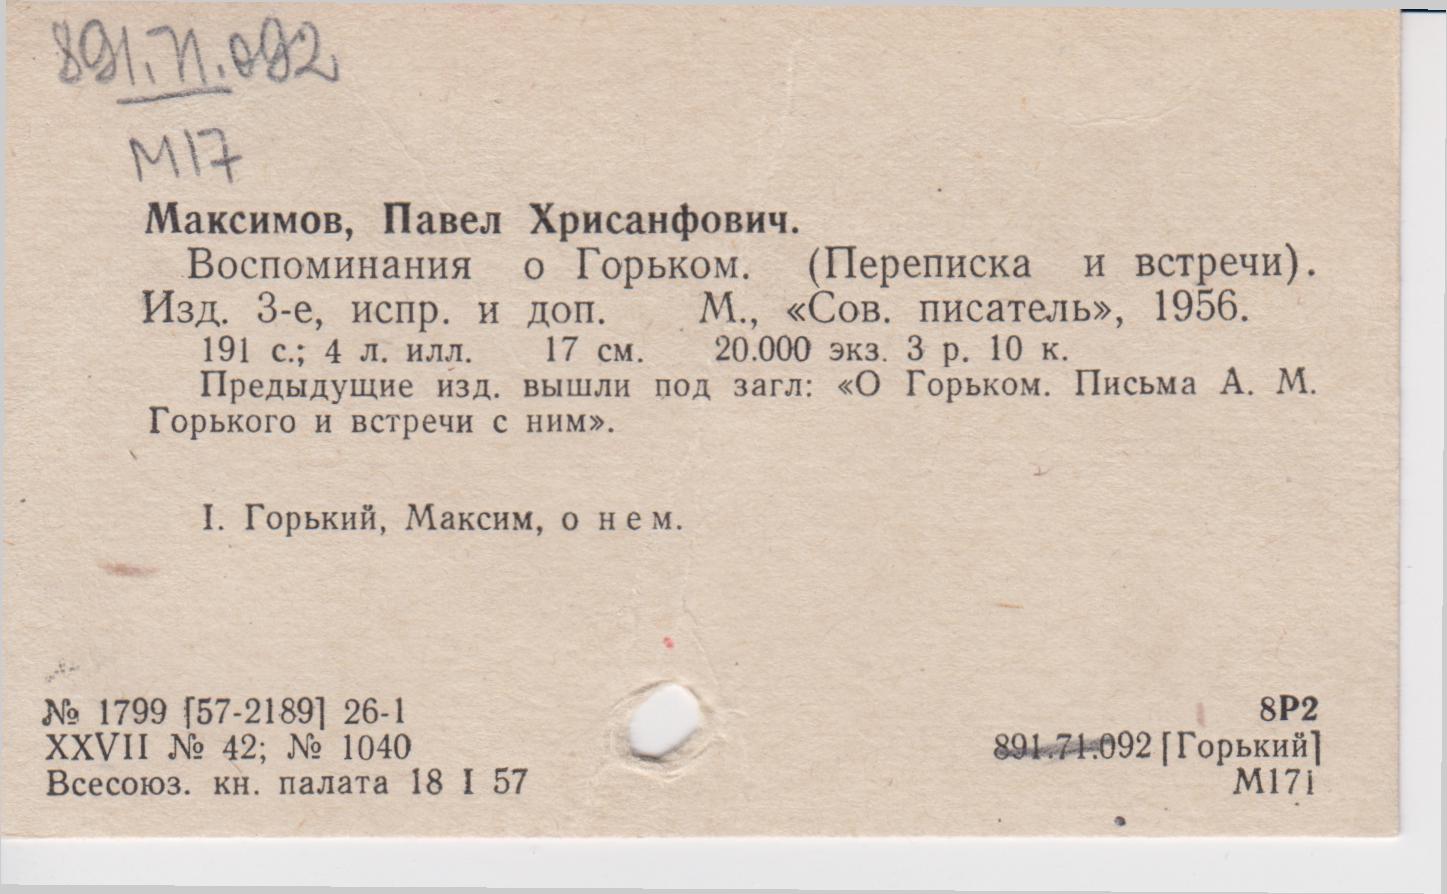 891.71.092
М17
Максимов, Павел Хрисанфович.
Воспоминания о Горьком. (Переписка и встречи).
Изд. 3-е, испр. и доп. М., «Сов. писатель», 1956.
191 с.; 4 л. илл. 17 см. 20.000 экз. 3 р. 10 к.
Предыдущие изд. вышли под загл: «О Горьком. Письма А. М.
Горького и встречи с ним».
I. Горький, Максим, о нем.
№ 1799 [57-2189] 26-1
XXVII № 42; № 1040
Всесоюз. кн. палата 18 I 57
8Р2
891.71.092 [Горький]
М171